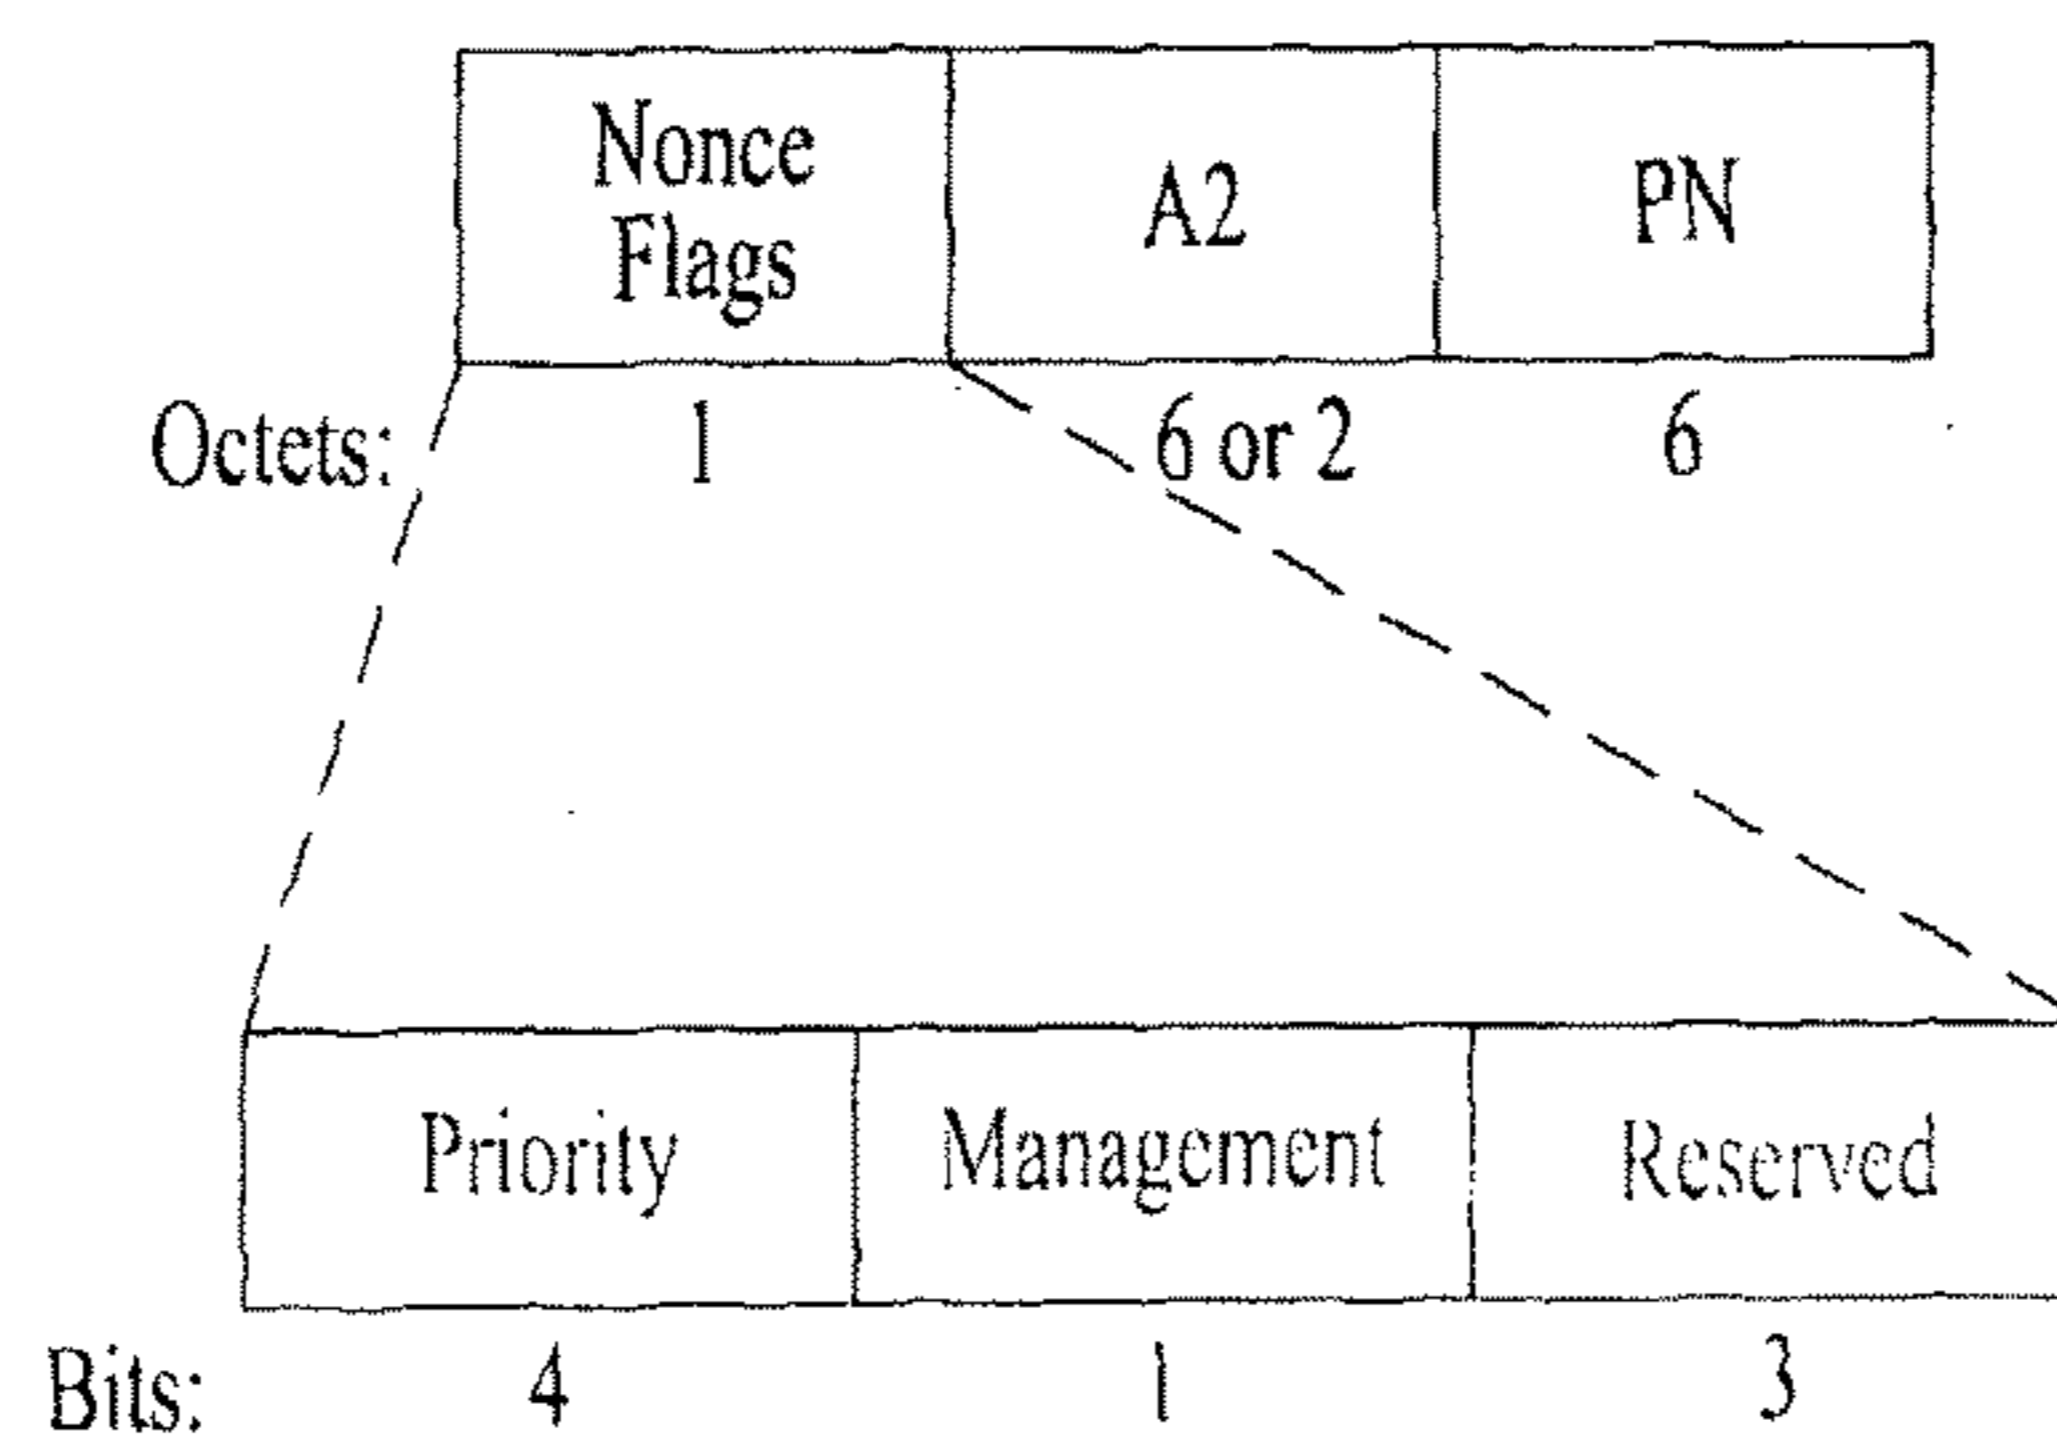 Nonce
Flags
A2
PN
Octets:
1
6 or 2
6
Priority
Management
Reserved
Bits:
4
1
3